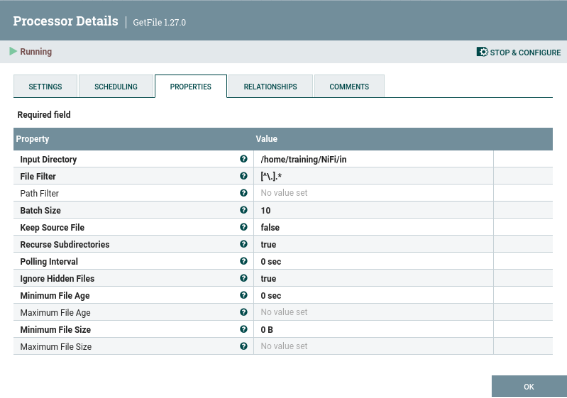 Processor Details | GetFile 1.27.0
Running STOP & CONFIGURE
SETTINGS SCHEDULING PROPERTIES RELATIONSHIPS COMMENTS
Required field
Property Value
Input Directory ? /home/training/NiFi/in
File Filter ? [^\.].*
Path Filter ? No value set
Batch Size ? 10
Keep Source File ? false
Recurse Subdirectories ? true
Polling Interval ? 0 sec
Ignore Hidden Files ? true
Minimum File Age ? 0 sec
Maximum File Age ? No value set
Minimum File Size ? 0 B
Maximum File Size ? No value set
OK